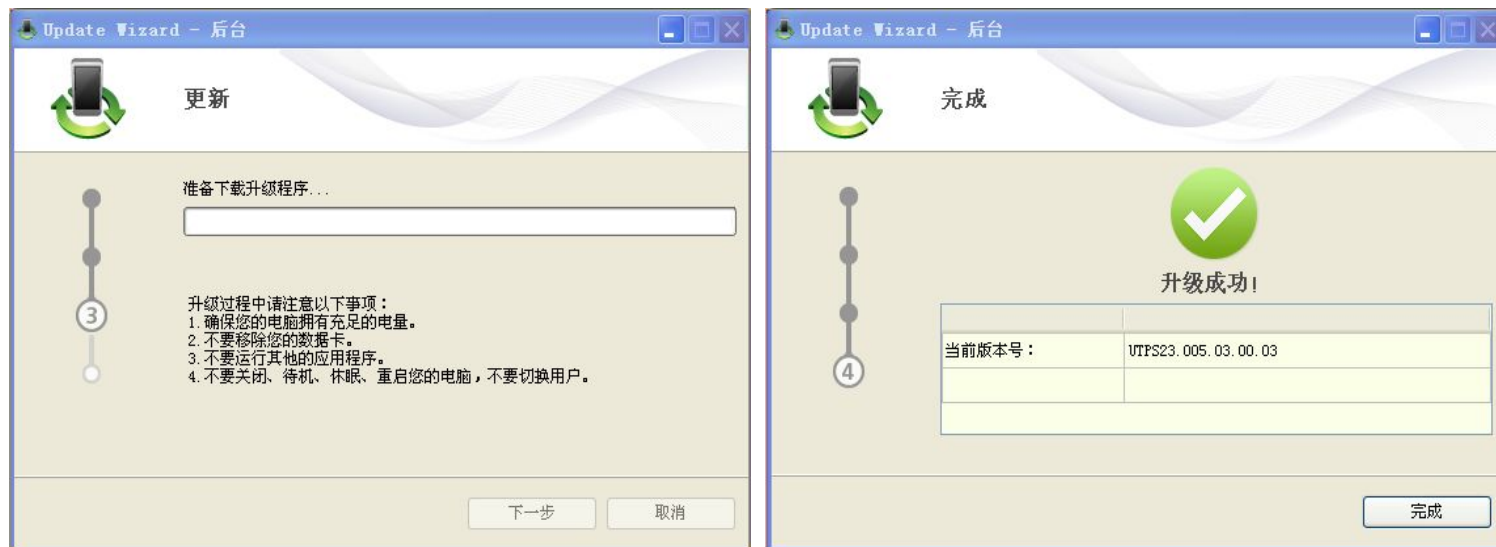 Update Wizard - 后台
更新
准备下载升级程序...
3
升级过程中请注意以下事项：
1.确保您的电脑拥有充足的电量。
2.不要移除您的数据卡。
3.不要运行其他的应用程序。
4.不要关闭、待机、休眠、重启您的电脑，不要切换用户。
下一步 取消
Update Wizard - 后台
完成
升级成功!
当前版本号： UTPS23.005.03.00.03
4
完成